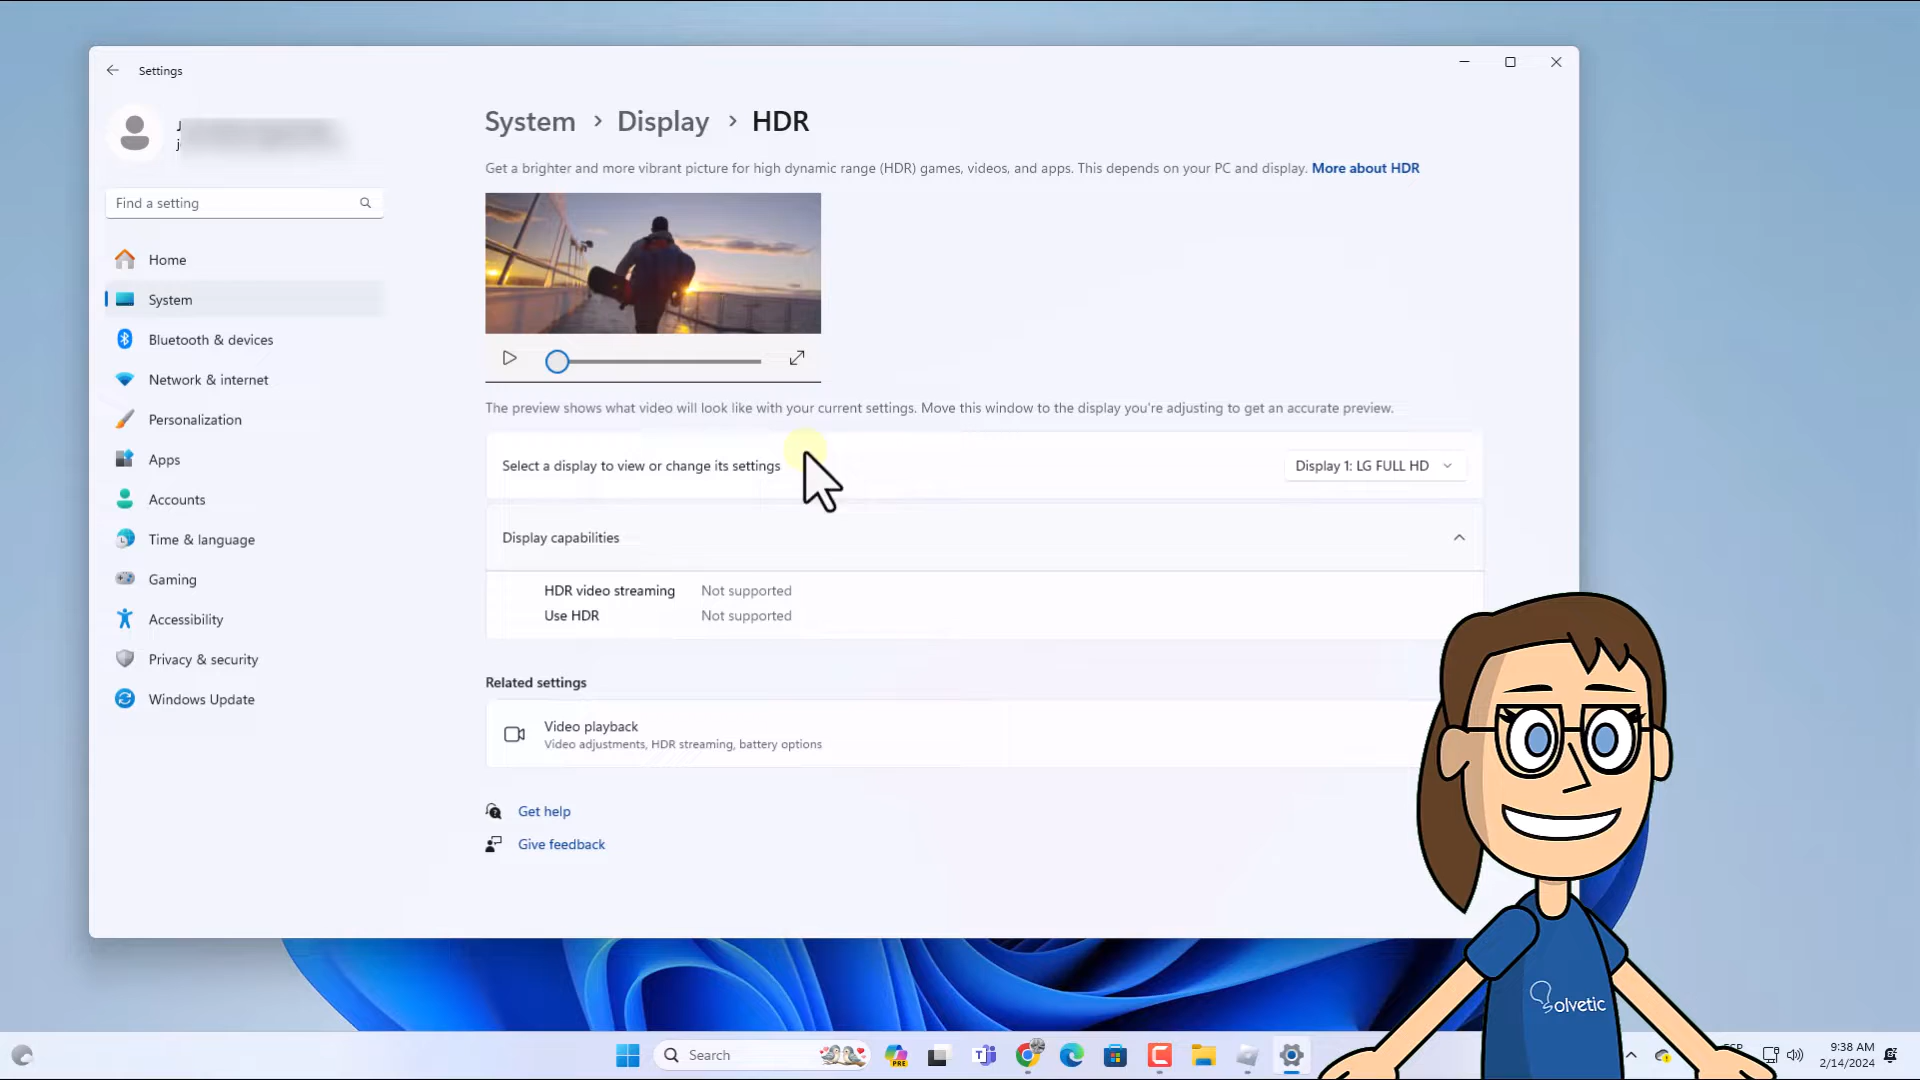 Settings
System > Display > HDR
Get a brighter and more vibrant picture for high dynamic range (HDR) games, videos, and apps. This depends on your PC and display. More about HDR
Find a setting
Home
System
Bluetooth & devices
Network & internet
Personalization
Apps
Accounts
Time & language
Gaming
Accessibility
Privacy & security
Windows Update
The preview shows what video will look like with your current settings. Move this window to the display you're adjusting to get an accurate preview.
Select a display to view or change its settings
Display 1: LG FULL HD
Display capabilities
HDR video streaming Not supported
Use HDR Not supported
Related settings
Video playback
Video adjustments, HDR streaming, battery options
Get help
Give feedback
Solvetic
Search
PRE
9:38 AM
2/14/2024